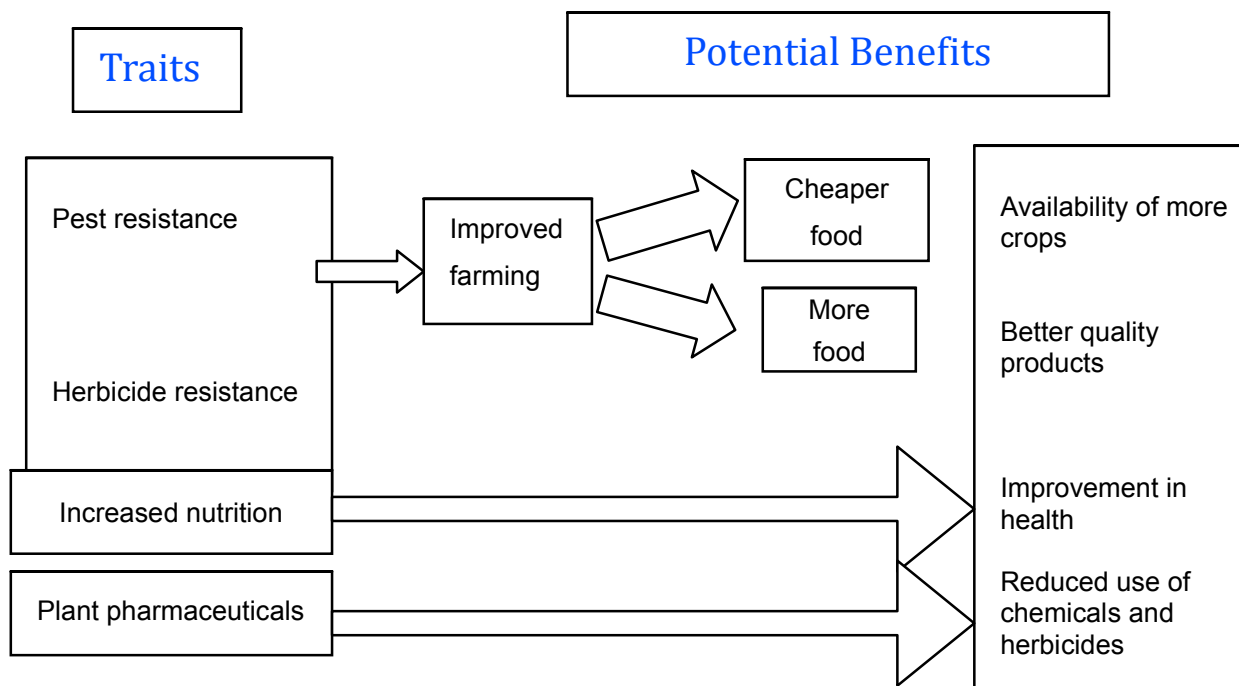 Traits
Potential Benefits
Pest resistance
Herbicide resistance
Increased nutrition
Plant pharmaceuticals
Improved
farming
Cheaper
food
More
food
Availability of more
crops
Better quality
products
Improvement in
health
Reduced use of
chemicals and
herbicides